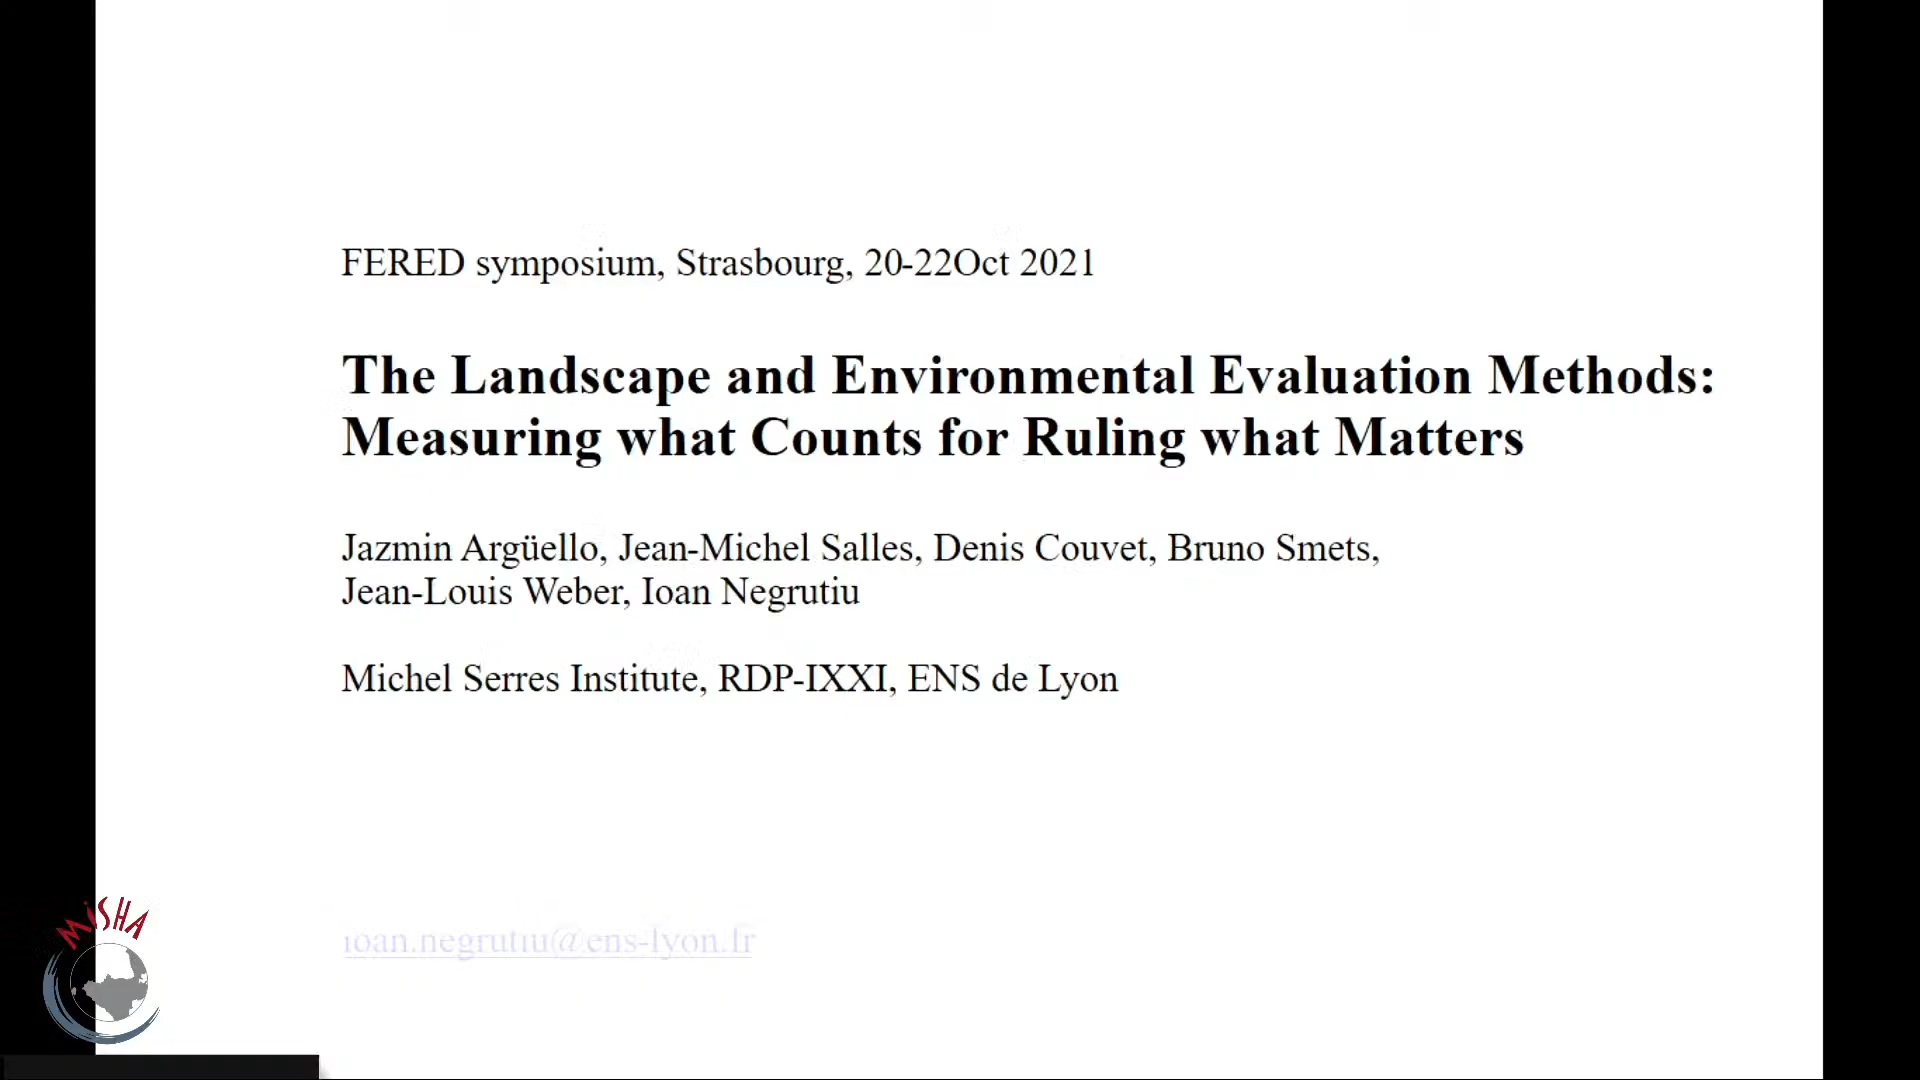 FERED symposium, Strasbourg, 20-22Oct 2021
The Landscape and Environmental Evaluation Methods:
Measuring what Counts for Ruling what Matters
Jazmin Argüello, Jean-Michel Salles, Denis Couvet, Bruno Smets,
Jean-Louis Weber, Ioan Negrutiu
Michel Serres Institute, RDP-IXXI, ENS de Lyon
ioan.negrutiu@ens-lyon.fr
MiSHA